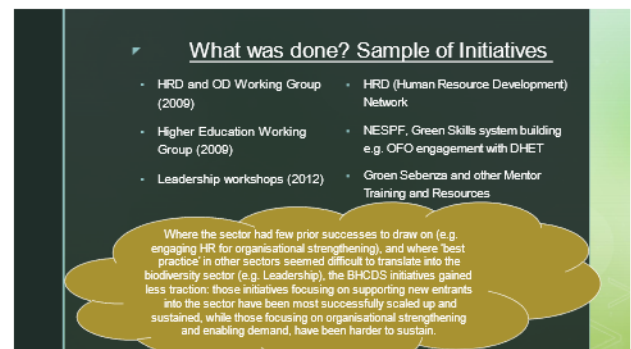 What was done? Sample of Initiatives
HRD and OD Working Group
(2009)
Higher Education Working
Group (2009)
Leadership workshops (2012)
HRD (Human Resource Development)
Network
NESPF, Green Skills system building
e.g. OFO engagement with DHET
Groen Sebenza and other Mentor
Training and Resources
Where the sector had few prior successes to draw on (e.g.
engaging HR for organisational strengthening), and where 'best
practice' in other sectors seemed difficult to translate into the
biodiversity sector (e.g. Leadership), the BHCDS initiatives gained
less traction: those initiatives focusing on supporting new entrants
into the sector have been most successfully scaled up and
sustained, while those focusing on organisational strengthening
and enabling demand, have been harder to sustain.